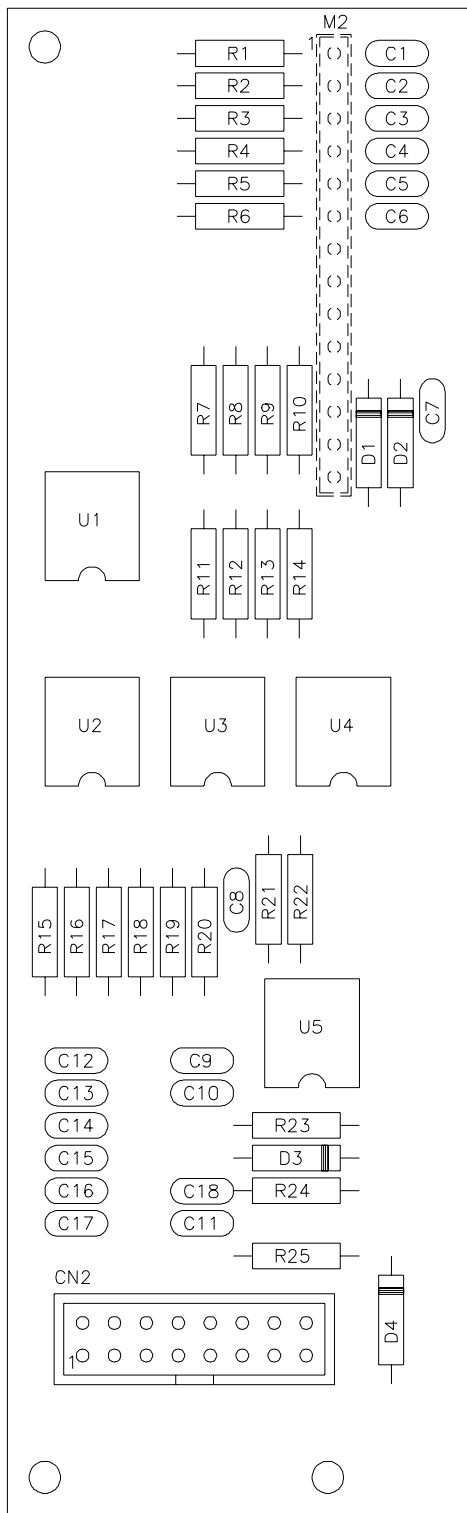 M2
1
R1 C1
R2 C2
R3 C3
R4 C4
R5 C5
R6 C6
R7 R8 R9 R10 D1 D2 C7
U1
R11 R12 R13 R14
U2 U3 U4
R15 R16 R17 R18 R19 R20 C8 R21 R22
U5
C12 C9
C13 C10
C14 R23
C15 D3
C16 C18 R24
C17 C11
R25
CN2
D4
1